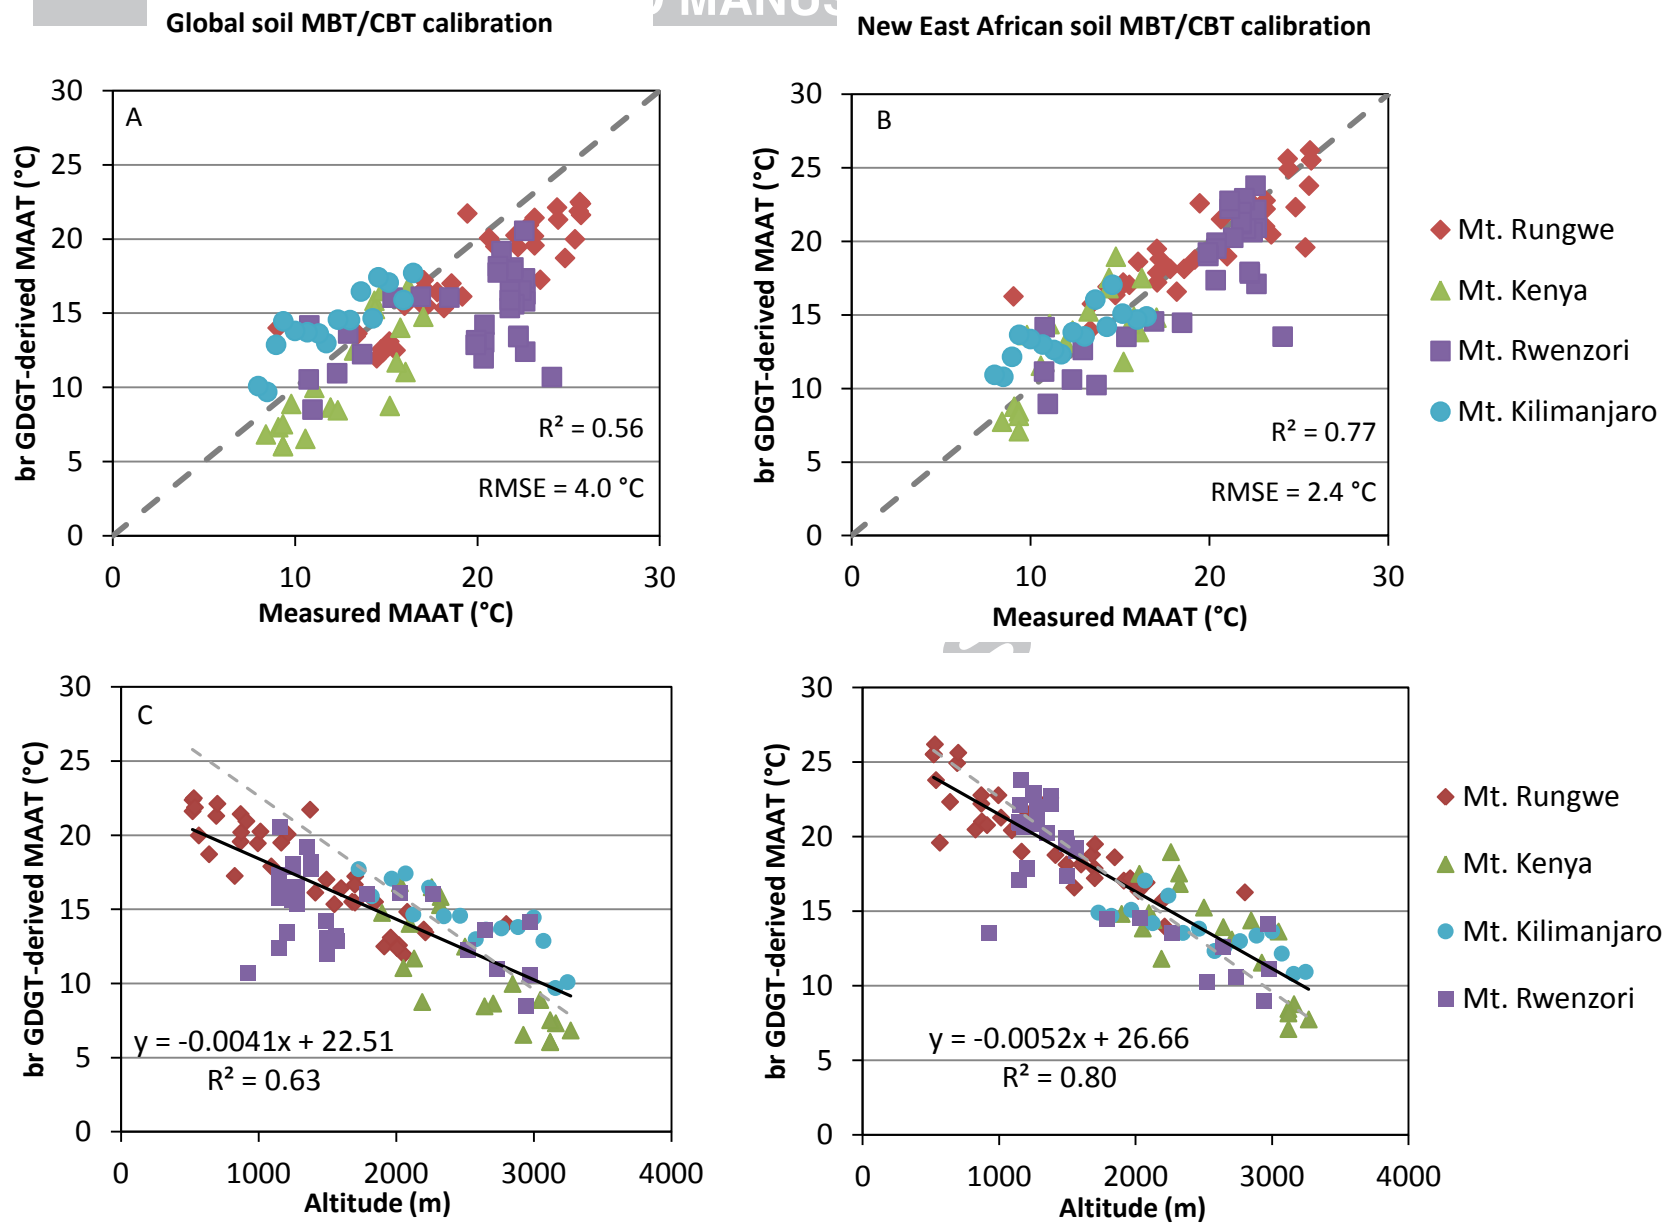 MANUS
Global soil MBT/CBT calibration
New East African soil MBT/CBT calibration
A
30
25
20
15
10
5
0
br GDGT-derived MAAT (°C)
R² = 0.56
RMSE = 4.0 °C
0 10 20 30
Measured MAAT (°C)
B
30
25
20
15
10
5
0
br GDGT-derived MAAT (°C)
R² = 0.77
RMSE = 2.4 °C
0 10 20 30
Measured MAAT (°C)
Mt. Rungwe
Mt. Kenya
Mt. Rwenzori
Mt. Kilimanjaro
C
30
25
20
15
10
5
0
br GDGT-derived MAAT (°C)
y = -0.0041x + 22.51
R² = 0.63
0 1000 2000 3000 4000
Altitude (m)
30
25
20
15
10
5
0
br GDGT-derived MAAT (°C)
y = -0.0052x + 26.66
R² = 0.80
0 1000 2000 3000 4000
Altitude (m)
Mt. Rungwe
Mt. Kenya
Mt. Kilimanjaro
Mt. Rwenzori